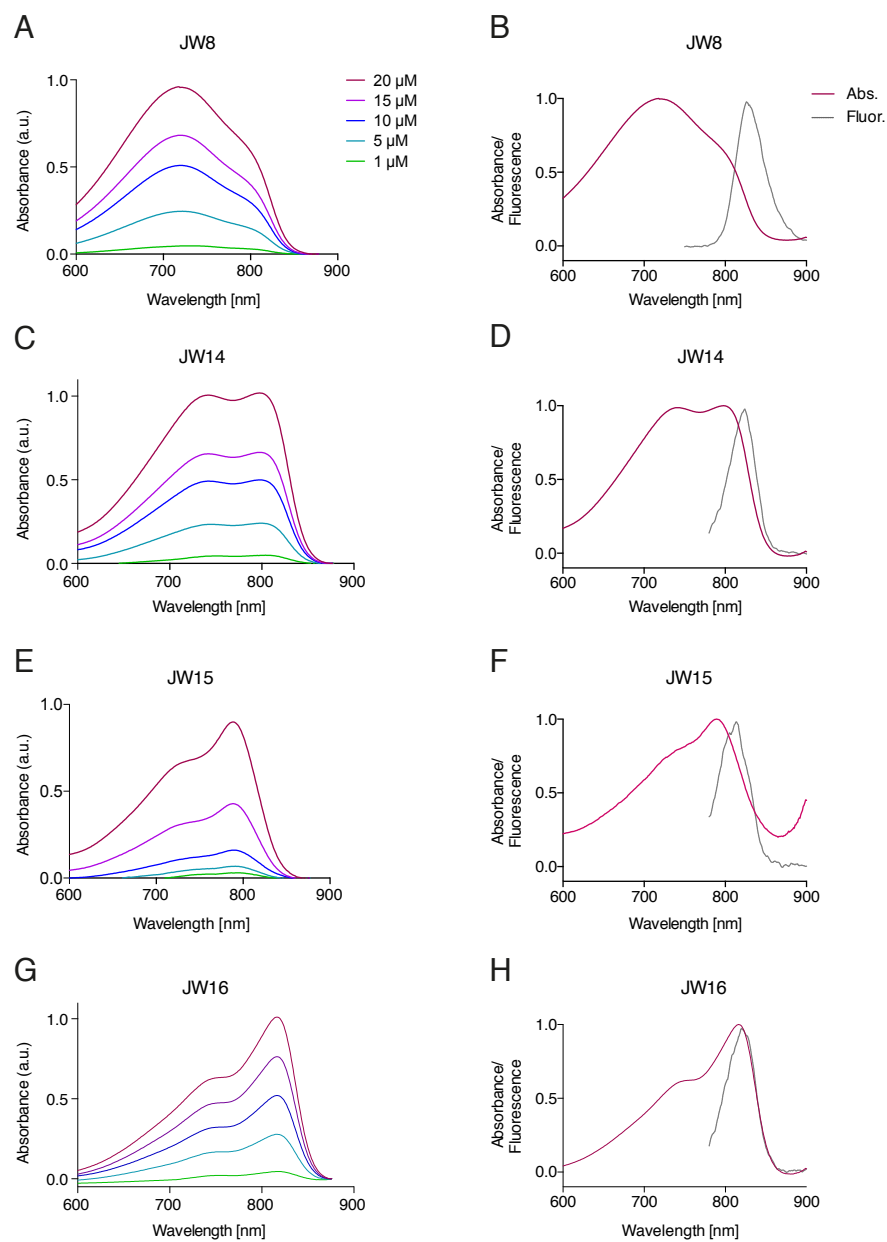 A
JW8
20 µM
15 µM
10 µM
5 µM
1 µM
Absorbance (a.u.)
1.0
0.5
0.0
600 700 800 900
Wavelength [nm]
B
JW8
Abs.
Fluor.
Absorbance/
Fluorescence
1.0
0.5
0.0
600 700 800 900
Wavelength [nm]
C
JW14
Absorbance (a.u.)
1.0
0.5
0.0
600 700 800 900
Wavelength [nm]
D
JW14
Absorbance/
Fluorescence
1.0
0.5
0.0
600 700 800 900
Wavelength [nm]
E
JW15
Absorbance (a.u.)
1.0
0.5
0.0
600 700 800 900
Wavelength [nm]
F
JW15
Absorbance/
Fluorescence
1.0
0.5
0.0
600 700 800 900
Wavelength [nm]
G
JW16
Absorbance (a.u.)
1.0
0.5
0.0
600 700 800 900
Wavelength [nm]
H
JW16
Absorbance/
Fluorescence
1.0
0.5
0.0
600 700 800 900
Wavelength [nm]